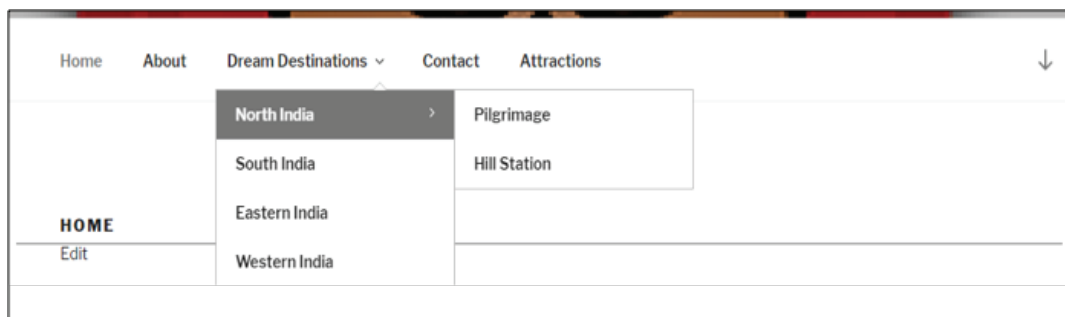 Home About Dream Destinations Contact Attractions
North India Pilgrimage
South India Hill Station
Eastern India
HOME
Edit
Western India